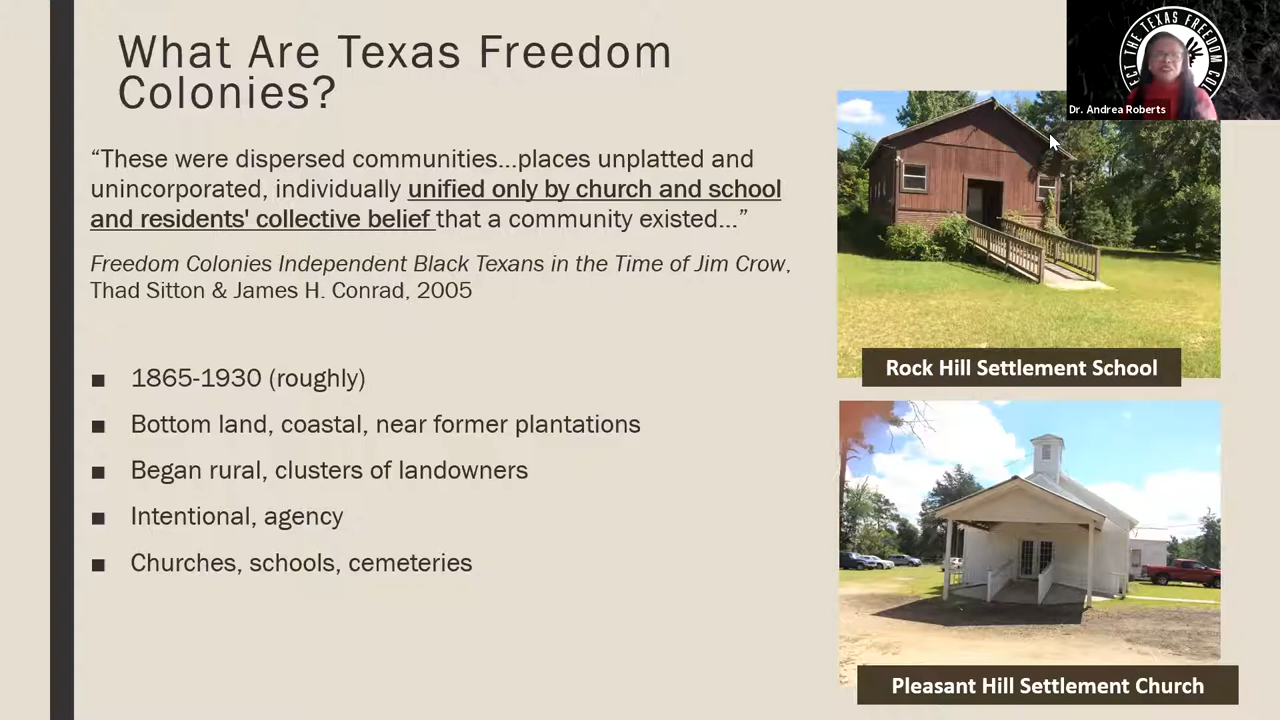 What Are Texas Freedom
Colonies?
“These were dispersed communities...places unplatted and
unincorporated, individually unified only by church and school
and residents' collective belief that a community existed...”
Freedom Colonies Independent Black Texans in the Time of Jim Crow,
Thad Sitton & James H. Conrad, 2005
■ 1865-1930 (roughly)
■ Bottom land, coastal, near former plantations
■ Began rural, clusters of landowners
■ Intentional, agency
■ Churches, schools, cemeteries
THE TEXAS FREEDOM
Dr. Andrea Roberts
Rock Hill Settlement School
Pleasant Hill Settlement Church